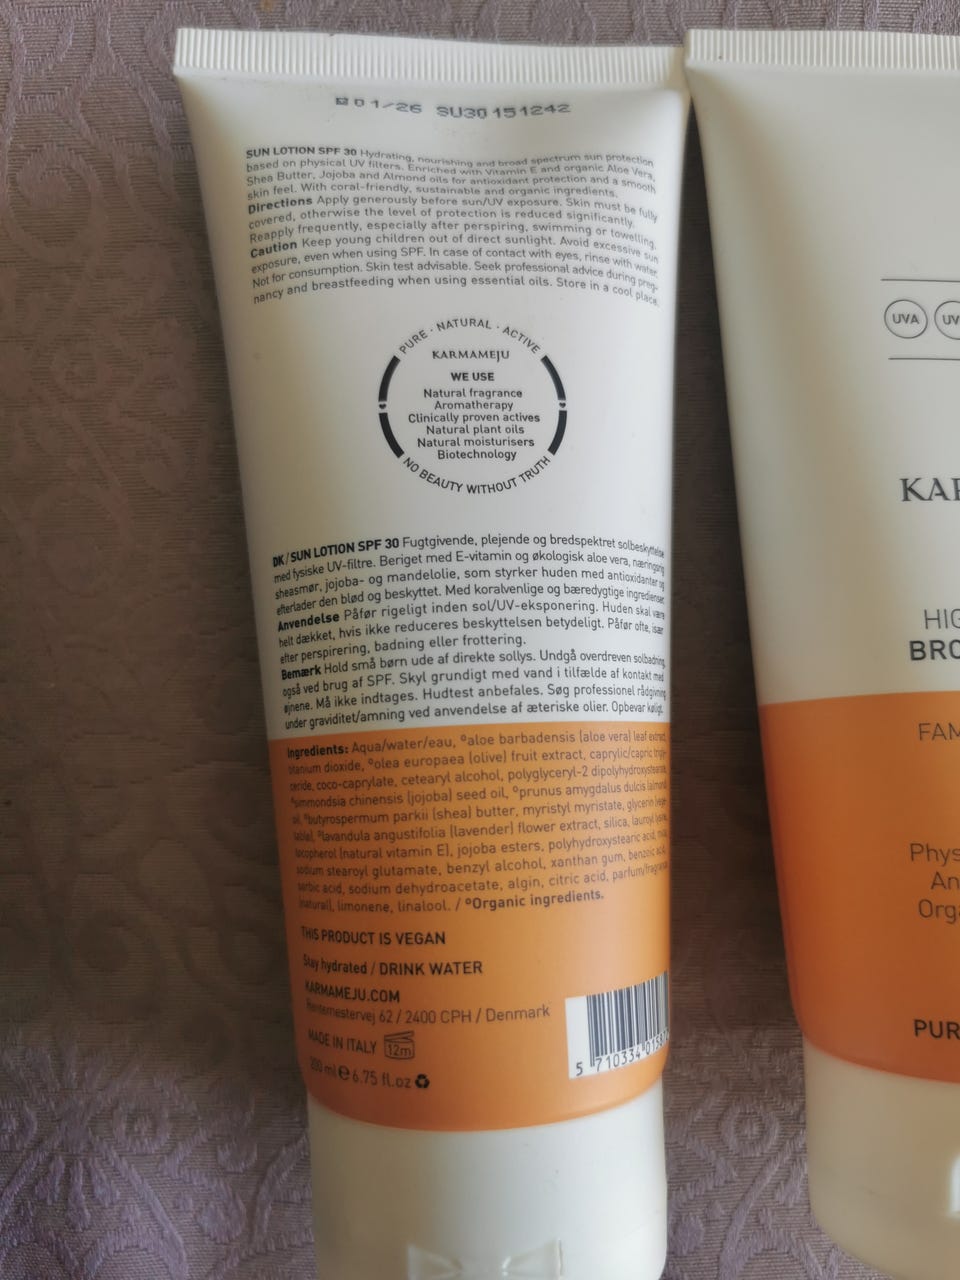 01/26 SU30151242
SUN LOTION SPF 30 Hydrating, nourishing and broad spectrum sun protection
based on physical UV filters. Enriched with Vitamin E and organic Aloe Vera,
Shea Butter, Jojoba and Almond oils for antioxidant protection and a smooth
skin feel. With coral-friendly, sustainable and organic ingredients.
Directions Apply generously before sun/UV exposure. Skin must be fully
covered, otherwise the level of protection is reduced significantly.
Reapply frequently, especially after perspiring, swimming or towelling.
Caution Keep young children out of direct sunlight. Avoid excessive sun
exposure, even when using SPF. In case of contact with eyes, rinse with water.
Not for consumption. Skin test advisable. Seek professional advice during preg-
nancy and breastfeeding when using essential oils. Store in a cool place.
PURE · NATURAL · ACTIVE
KARMAMEJU
WE USE
Natural fragrance
Aromatherapy
Clinically proven actives
Natural plant oils
Natural moisturisers
Biotechnology
NO BEAUTY WITHOUT TRUTH
DK / SUN LOTION SPF 30 Fugtgivende, plejende og bredspektret solbeskyttelse
med fysiske UV-filtre. Beriget med E-vitamin og økologisk aloe vera, næringsrig
sheasmør, jojoba- og mandelolie, som styrker huden med antioxidanter og
efterlader den blød og beskyttet. Med koralvenlige og bæredygtige ingredienser.
Anvendelse Påfør rigeligt inden sol/UV-eksponering. Huden skal være
helt dækket, hvis ikke reduceres beskyttelsen betydeligt. Påfør ofte, især
efter perspirering, badning eller frottering.
Bemærk Hold små børn ude af direkte sollys. Undgå overdreven solbadning,
også ved brug af SPF. Skyl grundigt med vand i tilfælde af kontakt med
øjnene. Må ikke indtages. Hudtest anbefales. Søg professionel rådgivning
under graviditet/amning ved anvendelse af æteriske olier. Opbevar køligt.
Ingredients: Aqua/water/eau, ºaloe barbadensis (aloe vera) leaf extract,
titanium dioxide, ºolea europaea (olive) fruit extract, caprylic/capric trigly-
ceride, coco-caprylate, cetearyl alcohol, polyglyceryl-2 dipolyhydroxystearate,
ºsimmondsia chinensis (jojoba) seed oil, ºprunus amygdalus dulcis (almond)
oil, ºbutyrospermum parkii (shea) butter, myristyl myristate, glycerin (vege-
table), ºlavandula angustifolia (lavender) flower extract, silica, lauroyl lysine,
tocopherol (natural vitamin E), jojoba esters, polyhydroxystearic acid,
sodium stearoyl glutamate, benzyl alcohol, xanthan gum, benzoic acid,
sorbic acid, sodium dehydroacetate, algin, citric acid, parfum/fragrance
(natural), limonene, linalool. / ºOrganic ingredients.
THIS PRODUCT IS VEGAN
Stay hydrated / DRINK WATER
KARMAMEJU.COM
Rentemestervej 62 / 2400 CPH / Denmark
MADE IN ITALY 12m
200 ml e 6.75 fl.oz
5 710334 0158
UVA UV
KAR
HIG
BRO
FAM
Phys
An
Orga
PUR